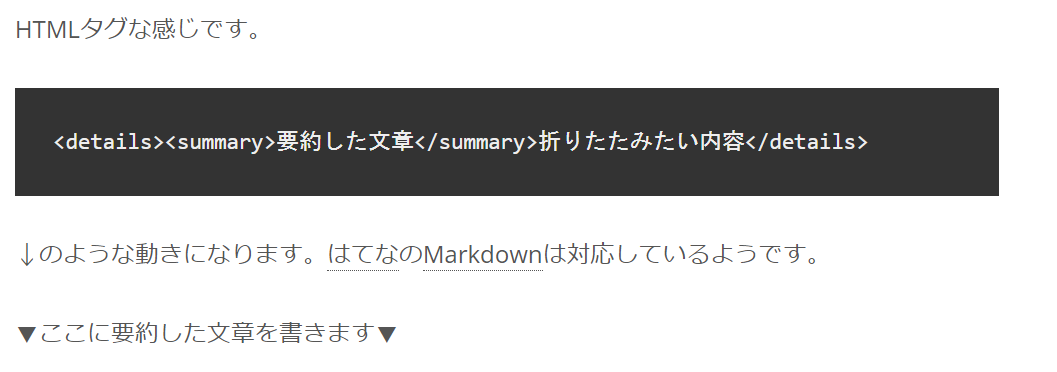 HTMLタグな感じです。
<details><summary>要約した文章</summary>折りたたみたい内容</details>
↓のような動きになります。はてなのMarkdownは対応しているようです。
▼ここに要約した文章を書きます▼